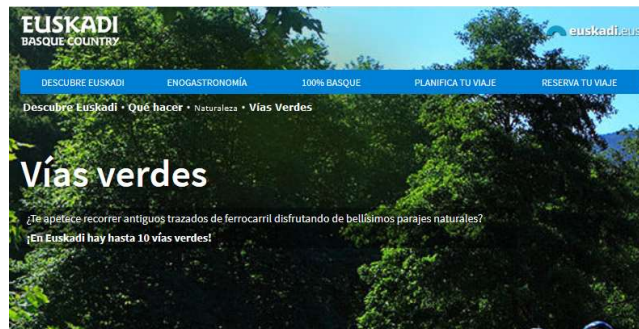 EUSKADI
BASQUE COUNTRY
euskadi.eus
DESCUBRE EUSKADI ENOGASTRONOMÍA 100% BASQUE PLANIFICA TU VIAJE RESERVA TU VIAJE
Descubre Euskadi • Qué hacer • Naturaleza • Vías Verdes
Vías verdes
¿Te apetece recorrer antiguos trazados de ferrocarril disfrutando de bellísimos parajes naturales?
¡En Euskadi hay hasta 10 vías verdes!